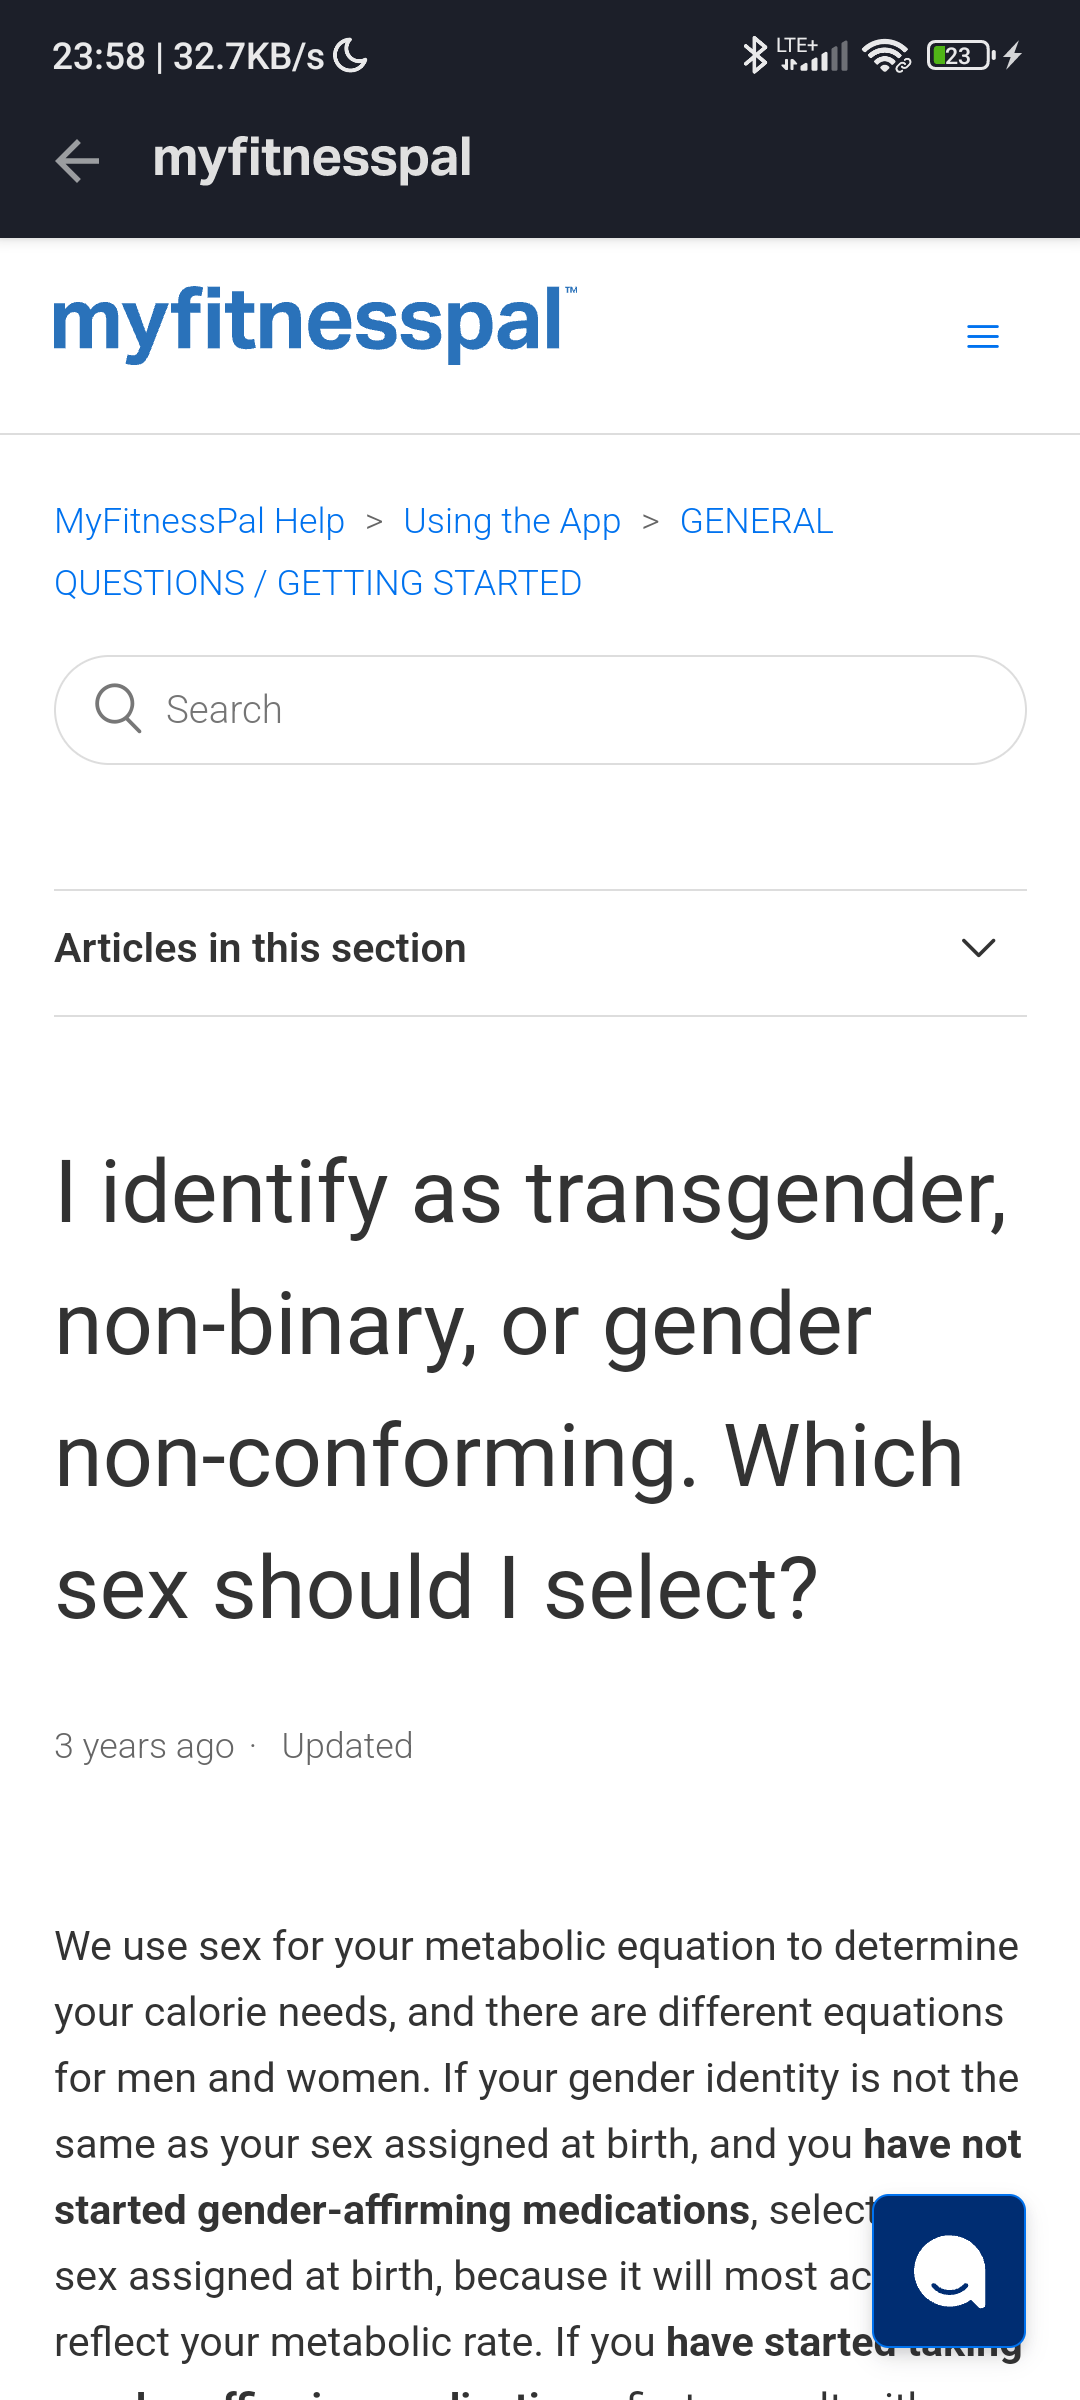 23:58 | 32.7KB/s
LTE+
23
myfitnesspal
myfitnesspal™
MyFitnessPal Help > Using the App > GENERAL
QUESTIONS / GETTING STARTED
Search
Articles in this section
I identify as transgender,
non-binary, or gender
non-conforming. Which
sex should I select?
3 years ago · Updated
We use sex for your metabolic equation to determine
your calorie needs, and there are different equations
for men and women. If your gender identity is not the
same as your sex assigned at birth, and you have not
started gender-affirming medications, select
sex assigned at birth, because it will most ac
reflect your metabolic rate. If you have started taking